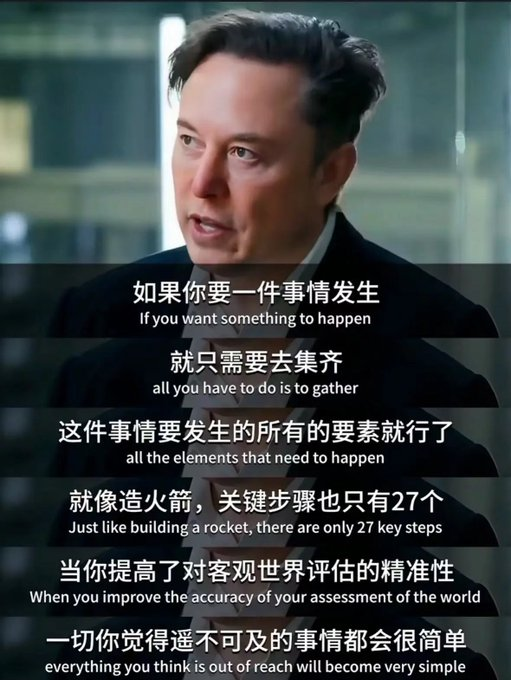 如果你要一件事情发生
If you want something to happen
就只需要去集齐
all you have to do is to gather
这件事情要发生的所有的要素就行了
all the elements that need to happen
就像造火箭，关键步骤也只有27个
Just like building a rocket, there are only 27 key steps
当你提高了对客观世界评估的精准性
When you improve the accuracy of your assessment of the world
一切你觉得遥不可及的事情都会很简单
everything you think is out of reach will become very simple